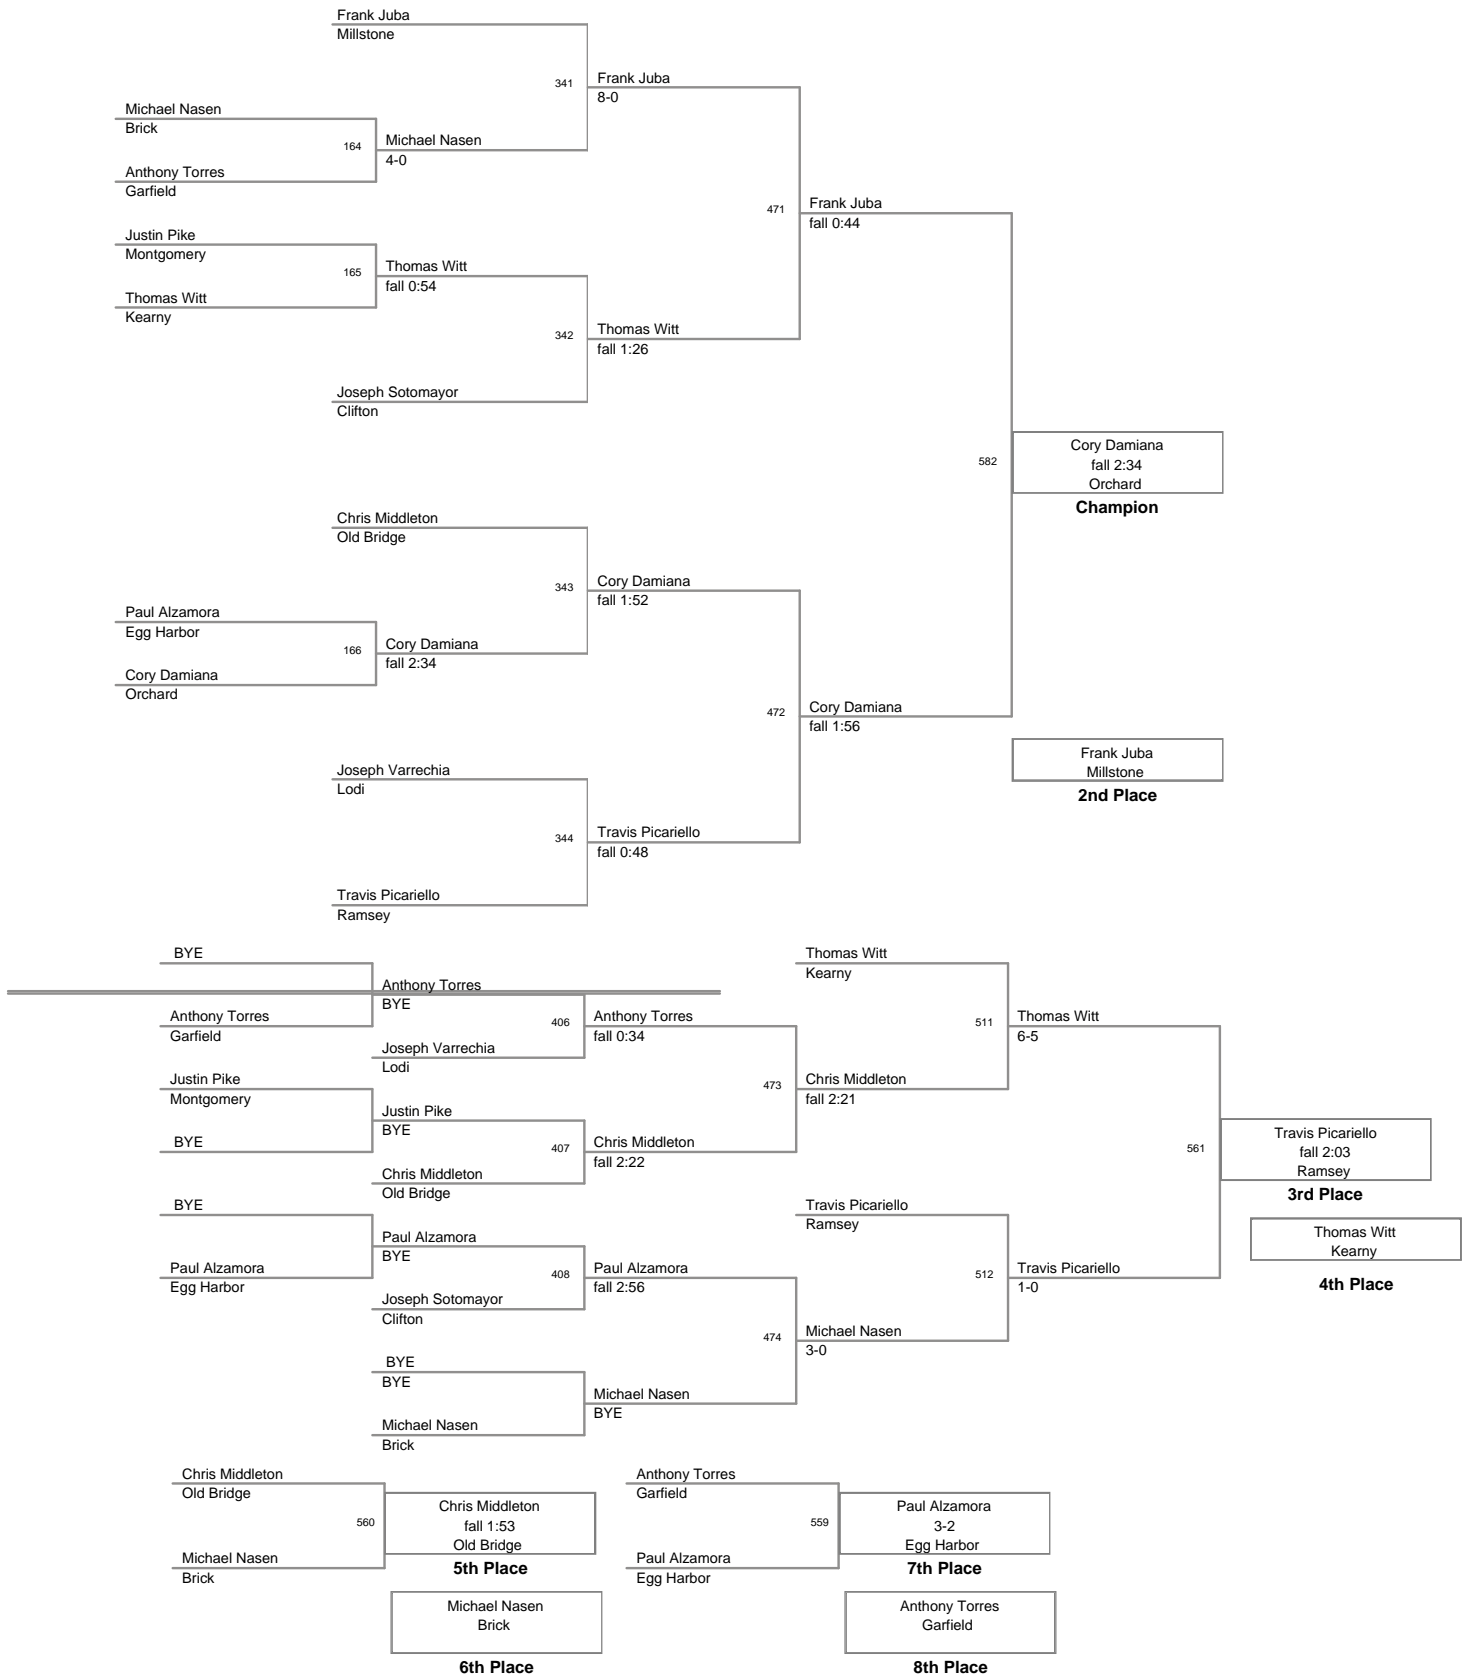 Frank Juba
Millstone
341
Frank Juba
8-0
Michael Nasen
Brick
164
Michael Nasen
4-0
Anthony Torres
Garfield
471
Frank Juba
fall 0:44
Justin Pike
Montgomery
165
Thomas Witt
fall 0:54
Thomas Witt
Kearny
342
Thomas Witt
fall 1:26
Joseph Sotomayor
Clifton
582
Cory Damiana
fall 2:34
Orchard
Champion
Chris Middleton
Old Bridge
343
Cory Damiana
fall 1:52
Paul Alzamora
Egg Harbor
166
Cory Damiana
fall 2:34
Cory Damiana
Orchard
472
Cory Damiana
fall 1:56
Frank Juba
Millstone
2nd Place
Joseph Varrechia
Lodi
344
Travis Picariello
fall 0:48
Travis Picariello
Ramsey
BYE
Anthony Torres
BYE
Anthony Torres
Garfield
406
Anthony Torres
fall 0:34
Joseph Varrechia
Lodi
Thomas Witt
Kearny
511
Thomas Witt
6-5
Justin Pike
Montgomery
473
Chris Middleton
fall 2:21
Justin Pike
BYE
BYE
407
Chris Middleton
fall 2:22
Chris Middleton
Old Bridge
561
Travis Picariello
fall 2:03
Ramsey
3rd Place
BYE
Travis Picariello
Ramsey
Thomas Witt
Kearny
4th Place
Paul Alzamora
BYE
Paul Alzamora
Egg Harbor
408
Paul Alzamora
fall 2:56
512
Travis Picariello
1-0
Joseph Sotomayor
Clifton
474
Michael Nasen
3-0
BYE
BYE
Michael Nasen
BYE
Michael Nasen
Brick
Chris Middleton
Old Bridge
560
Chris Middleton
fall 1:53
Old Bridge
5th Place
Michael Nasen
Brick
Michael Nasen
Brick
6th Place
Anthony Torres
Garfield
559
Paul Alzamora
3-2
Egg Harbor
7th Place
Paul Alzamora
Egg Harbor
Anthony Torres
Garfield
8th Place